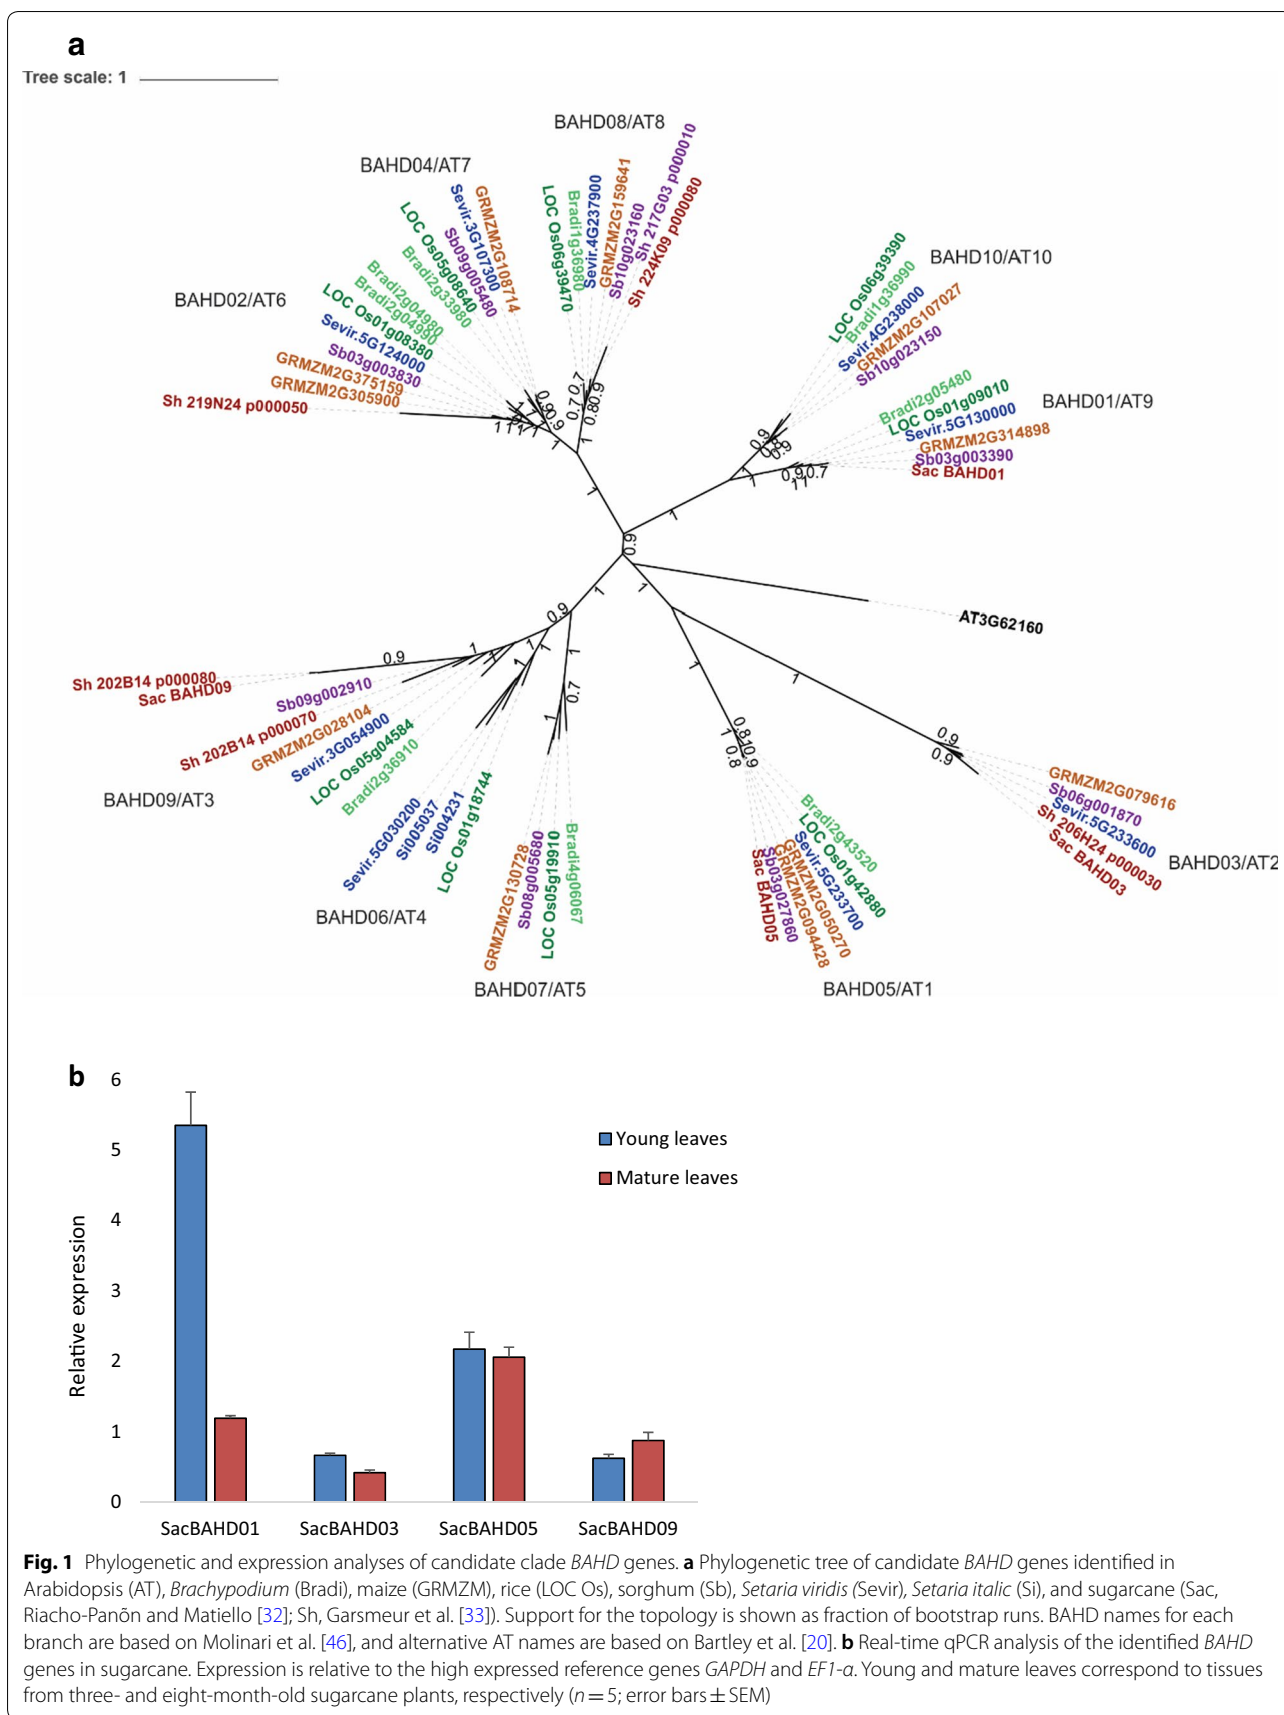 a
Tree scale: 1
BAHD08/AT8
BAHD04/AT7
BAHD10/AT10
BAHD02/AT6
BAHD01/AT9
LOC Os06g39470
Bradi1g36980
Sevir.4G237900
GRMZM2G159641
Sb10g023160
Sh 217G03 p000010
Sh 224K09 p000080
GRMZM2G108714
Sevir.3G107300
Sb09g005480
LOC Os05g08640
Bradi2g33980
Bradi2g04980
Bradi2g04990
LOC Os01g08380
Sevir.5G124000
Sb03g003830
GRMZM2G375159
GRMZM2G305900
Sh 219N24 p000050
LOC Os06g39390
Bradi1g36990
Sevir.4G238000
GRMZM2G107027
Sb10g023150
Bradi2g05480
LOC Os01g09010
Sevir.5G130000
GRMZM2G314898
Sb03g003390
Sac BAHD01
AT3G62160
Sh 202B14 p000080
Sac BAHD09
Sb09g002910
Sh 202B14 p000070
GRMZM2G028104
Sevir.3G054900
LOC Os05g04584
Bradi2g36910
BAHD09/AT3
Sevir.5G030200
Si005037
Si004231
LOC Os01g18744
BAHD06/AT4
GRMZM2G130728
Sb08g005680
LOC Os05g19910
Bradi4g06067
BAHD07/AT5
Sac BAHD05
Sb03g027860
GRMZM2G094428
GRMZM2G050270
Sevir.5G233700
LOC Os01g42880
Bradi2g43520
BAHD05/AT1
GRMZM2G079616
Sb06g001870
Sevir.5G233600
Sh 206H24 p000030
Sac BAHD03
BAHD03/AT2
b
6
5
4
3
2
1
0
Relative expression
Young leaves
Mature leaves
SacBAHD01 SacBAHD03 SacBAHD05 SacBAHD09
Fig. 1 Phylogenetic and expression analyses of candidate clade BAHD genes. a Phylogenetic tree of candidate BAHD genes identified in
Arabidopsis (AT), Brachypodium (Bradi), maize (GRMZM), rice (LOC Os), sorghum (Sb), Setaria viridis (Sevir), Setaria italic (Si), and sugarcane (Sac,
Riacho-Panõn and Matiello [32]; Sh, Garsmeur et al. [33]). Support for the topology is shown as fraction of bootstrap runs. BAHD names for each
branch are based on Molinari et al. [46], and alternative AT names are based on Bartley et al. [20]. b Real-time qPCR analysis of the identified BAHD
genes in sugarcane. Expression is relative to the high expressed reference genes GAPDH and EF1-α. Young and mature leaves correspond to tissues
from three- and eight-month-old sugarcane plants, respectively (n = 5; error bars ± SEM)